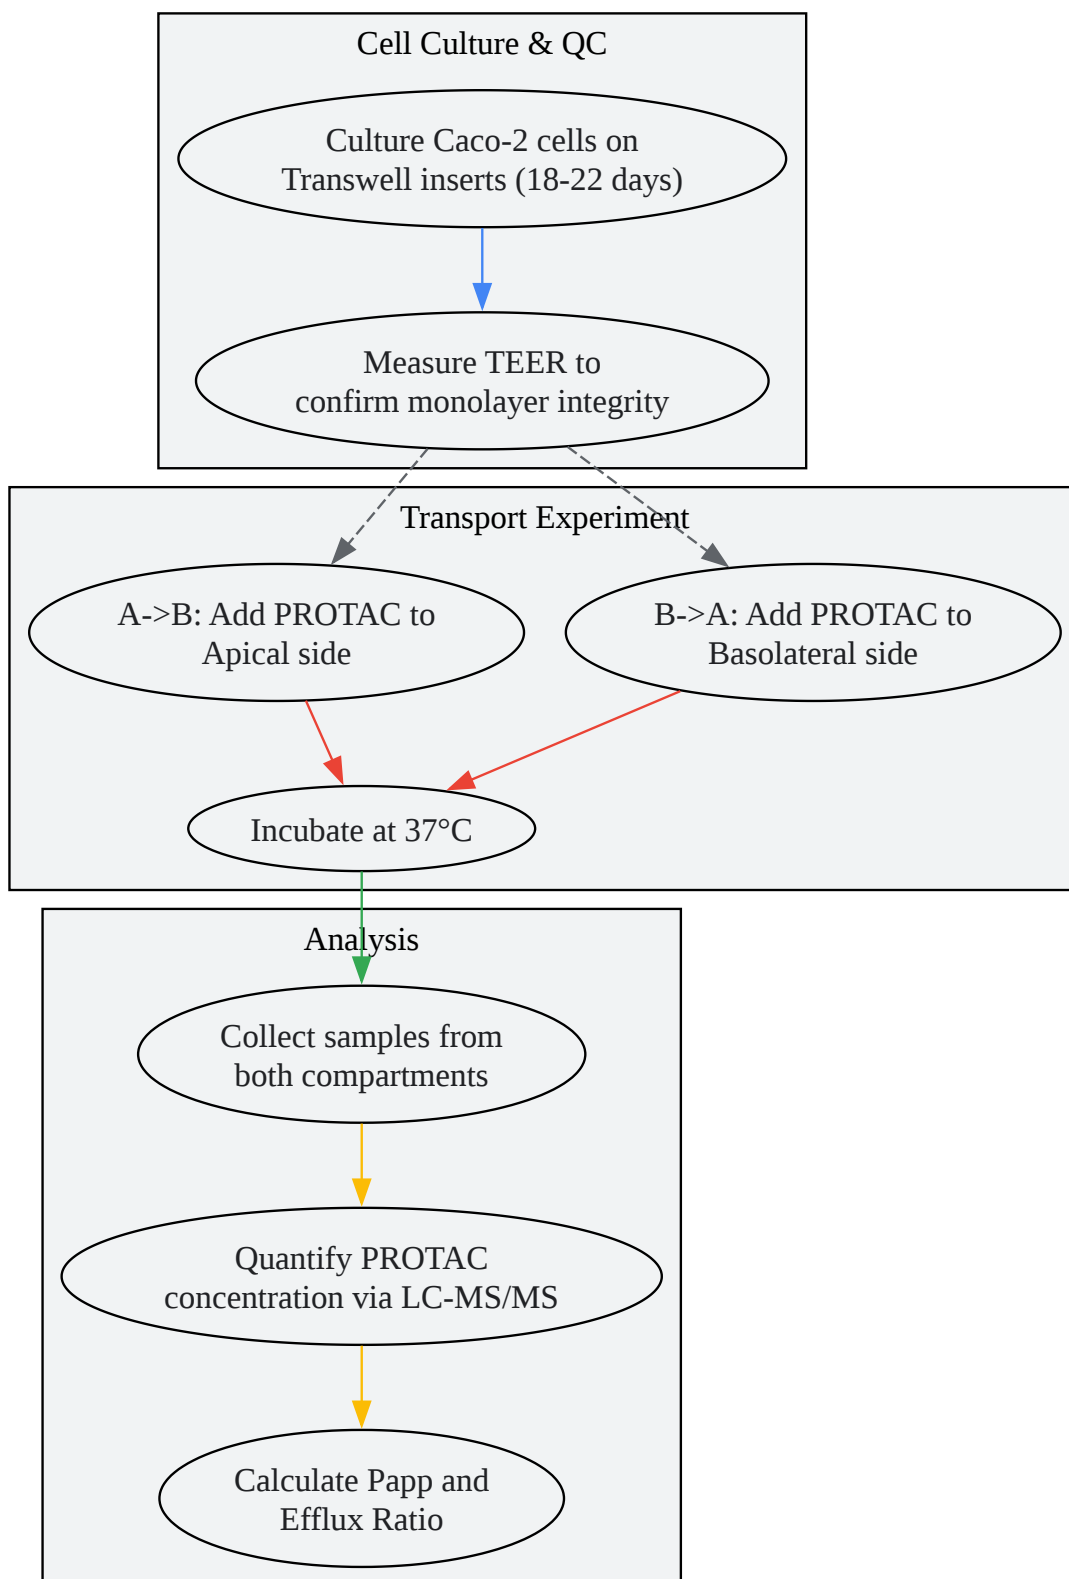 Cell Culture & QC
Culture Caco-2 cells on
Transwell inserts (18-22 days)
Measure TEER to
confirm monolayer integrity
Transport Experiment
A->B: Add PROTAC to
Apical side
B->A: Add PROTAC to
Basolateral side
Incubate at 37°C
Analysis
Collect samples from
both compartments
Quantify PROTAC
concentration via LC-MS/MS
Calculate Papp and
Efflux Ratio